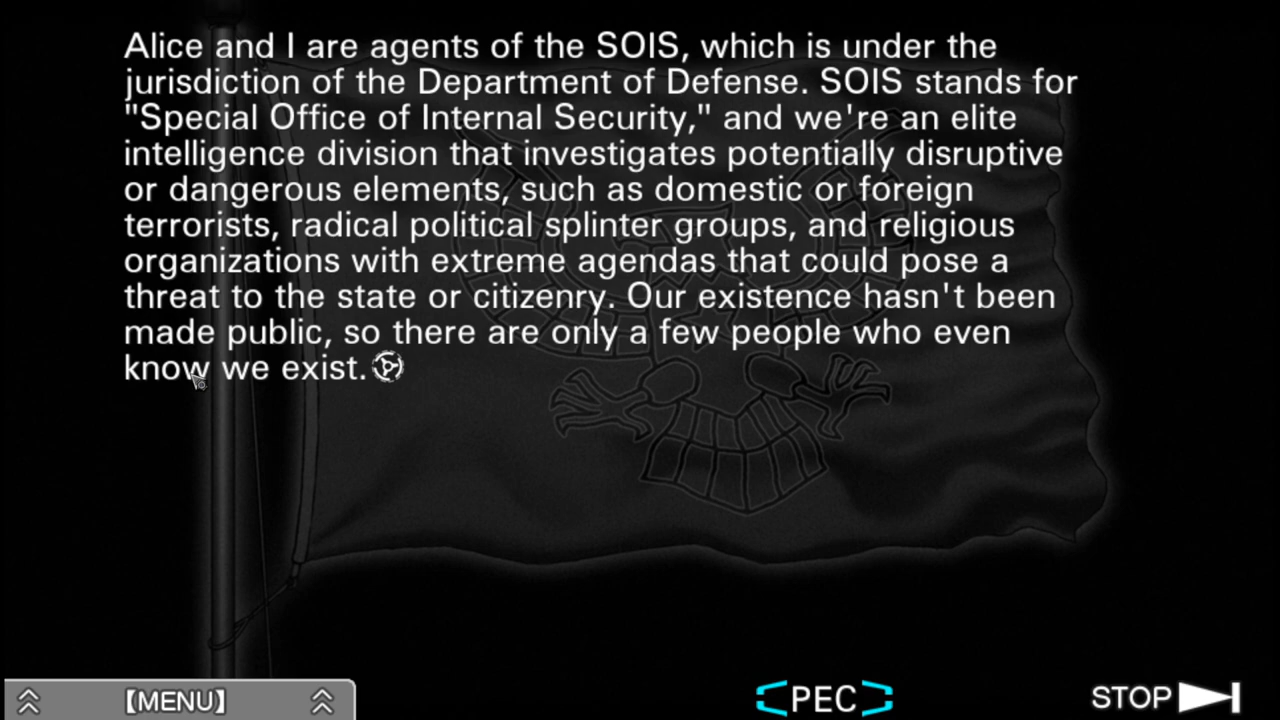 Alice and I are agents of the SOIS, which is under the
jurisdiction of the Department of Defense. SOIS stands for
"Special Office of Internal Security," and we're an elite
intelligence division that investigates potentially disruptive
or dangerous elements, such as domestic or foreign
terrorists, radical political splinter groups, and religious
organizations with extreme agendas that could pose a
threat to the state or citizenry. Our existence hasn't been
made public, so there are only a few people who even
know we exist.
【MENU】
PEC
STOP